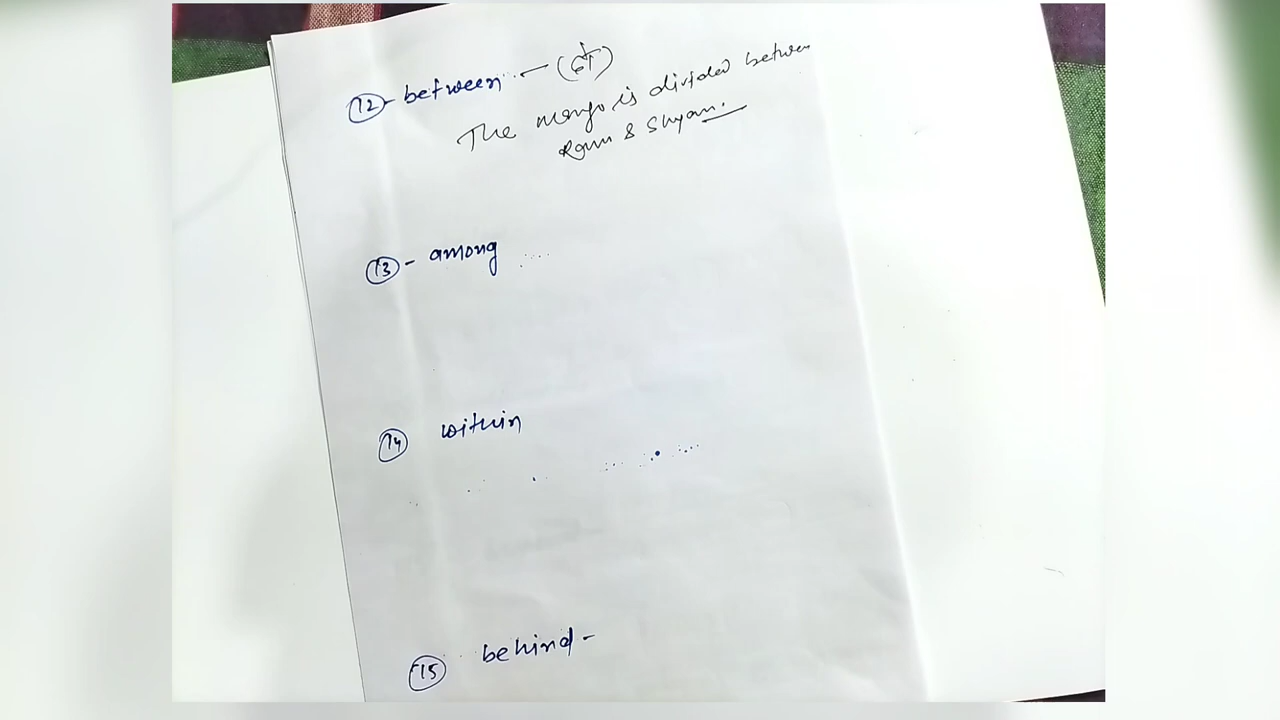 12 - between — (दो)
The mango is divided between
Ram & Shyam.
13 - among
14 within
15 behind -